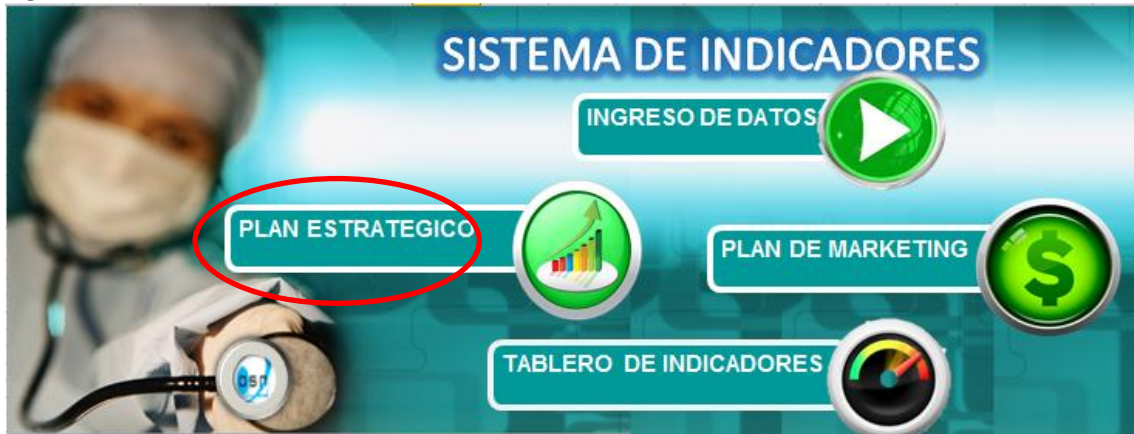 SISTEMA DE INDICADORES
INGRESO DE DATOS
PLAN ESTRATEGICO
PLAN DE MARKETING
TABLERO DE INDICADORES